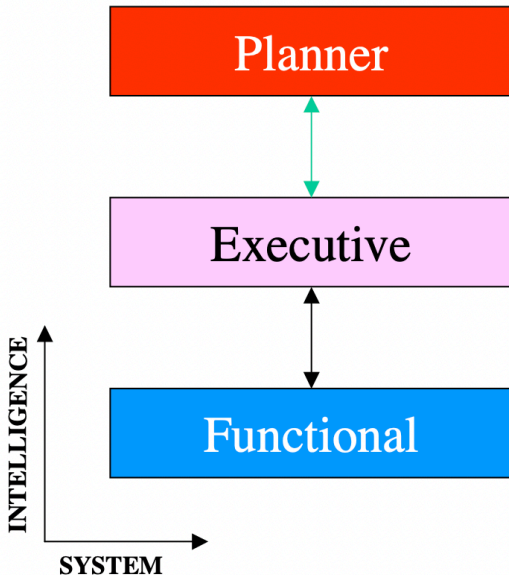 Planner
Executive
Functional
INTELLIGENCE
SYSTEM